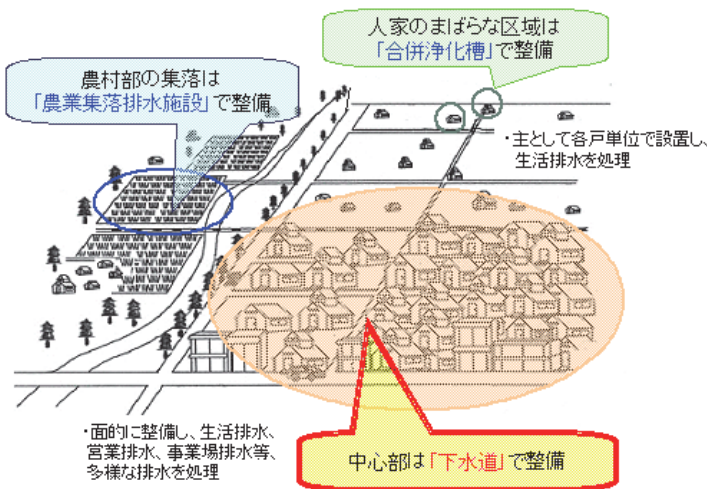 人家のまばらな区域は
「合併浄化槽」で整備
農村部の集落は
「農業集落排水施設」で整備
・主として各戸単位で設置し、
生活排水を処理
・面的に整備し、生活排水、
営業排水、事業場排水等、
多様な排水を処理
中心部は「下水道」で整備